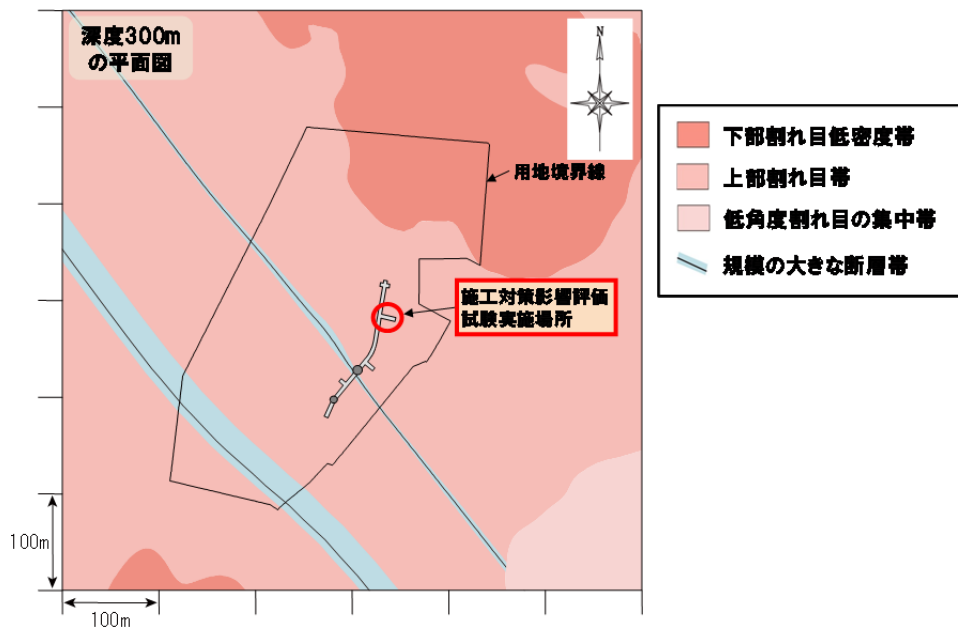 深度300m
の平面図
N
用地境界線
施工対策影響評価
試験実施場所
100m
100m
下部割れ目低密度帯
上部割れ目帯
低角度割れ目の集中帯
規模の大きな断層帯